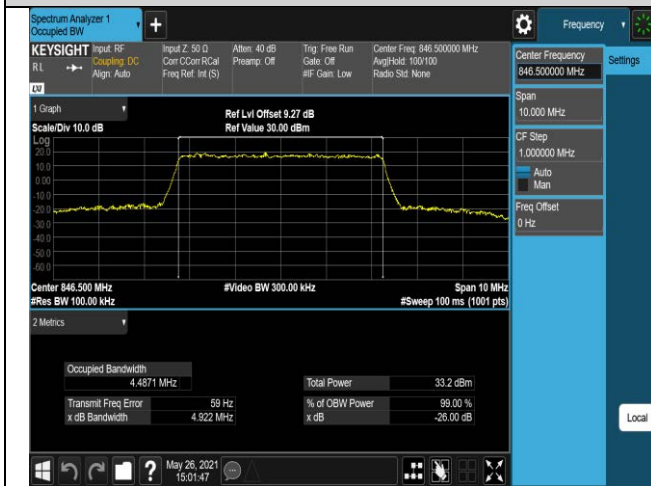 Spectrum Analyzer 1
Occupied BW
Frequency
KEYSIGHT
Input: RF
Coupling: DC
Align: Auto
Input Z: 50 Ω
Corr CCorr RCal
Freq Ref: Int (S)
Atten: 40 dB
Preamp: Off
Trig: Free Run
Gate: Off
#IF Gain: Low
Center Freq: 846.500000 MHz
Avg|Hold: 100/100
Radio Std: None
RL
LXI
Center Frequency
846.500000 MHz
Settings
Span
10.000 MHz
CF Step
1.000000 MHz
Auto
Man
Freq Offset
0 Hz
Local
1 Graph
Scale/Div 10.0 dB
Ref Lvl Offset 9.27 dB
Ref Value 30.00 dBm
Log
20.0
10.0
0.00
-10.0
-20.0
-30.0
-40.0
-50.0
-60.0
Center 846.500 MHz
#Video BW 300.00 kHz
Span 10 MHz
#Res BW 100.00 kHz
#Sweep 100 ms (1001 pts)
2 Metrics
Occupied Bandwidth
4.4871 MHz
Total Power 33.2 dBm
Transmit Freq Error 59 Hz
% of OBW Power 99.00 %
x dB Bandwidth 4.922 MHz
x dB -26.00 dB
May 26, 2021
15:01:47